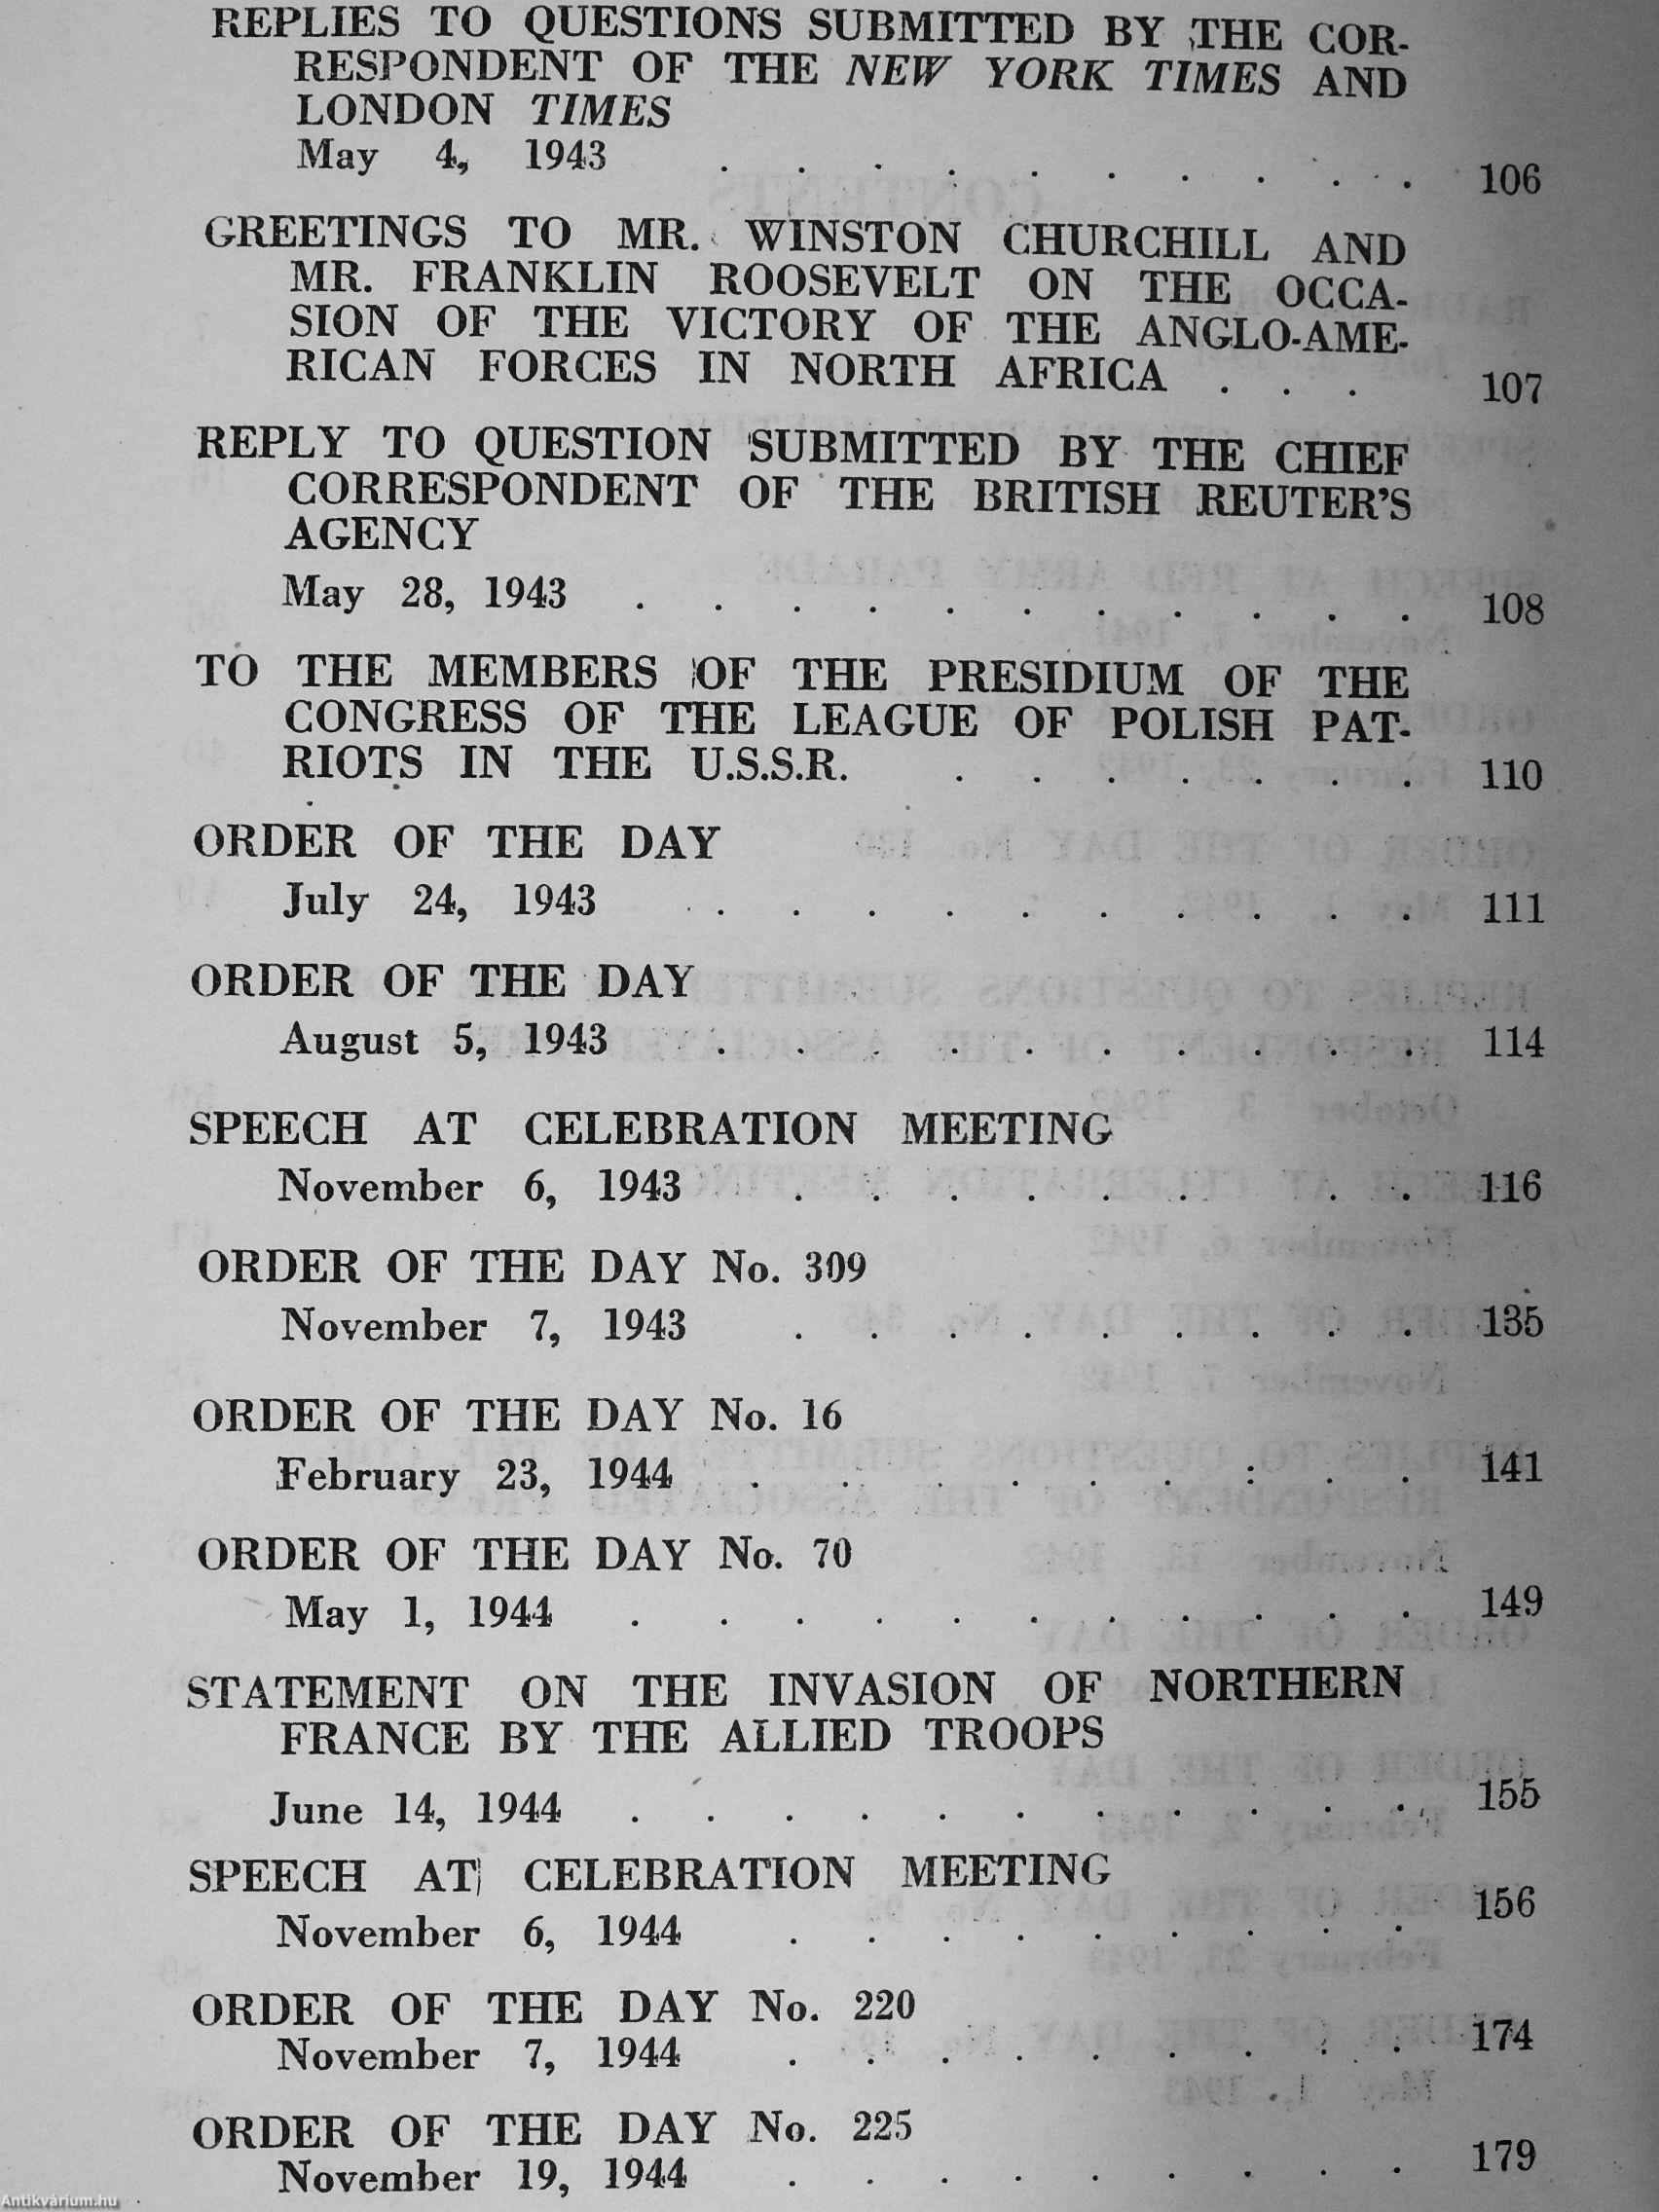 REPLIES TO QUESTIONS SUBMITTED BY THE COR-
RESPONDENT OF THE NEW YORK TIMES AND
LONDON TIMES
May 4, 1943 . . . . . . . . . . 106
GREETINGS TO MR. WINSTON CHURCHILL AND
MR. FRANKLIN ROOSEVELT ON THE OCCA-
SION OF THE VICTORY OF THE ANGLO-AME-
RICAN FORCES IN NORTH AFRICA . . . 107
REPLY TO QUESTION SUBMITTED BY THE CHIEF
CORRESPONDENT OF THE BRITISH REUTER'S
AGENCY
May 28, 1943 . . . . . . . . . . . 108
TO THE MEMBERS OF THE PRESIDIUM OF THE
CONGRESS OF THE LEAGUE OF POLISH PAT-
RIOTS IN THE U.S.S.R. . . . . . . . 110
ORDER OF THE DAY
July 24, 1943 . . . . . . . . . . 111
ORDER OF THE DAY
August 5, 1943 . . . . . . . . . . 114
SPEECH AT CELEBRATION MEETING
November 6, 1943 . . . . . . . . . 116
ORDER OF THE DAY No. 309
November 7, 1943 . . . . . . . . . 135
ORDER OF THE DAY No. 16
February 23, 1944 . . . . . . . . . 141
ORDER OF THE DAY No. 70
May 1, 1944 . . . . . . . . . . . 149
STATEMENT ON THE INVASION OF NORTHERN
FRANCE BY THE ALLIED TROOPS
June 14, 1944 . . . . . . . . . . . 155
SPEECH AT CELEBRATION MEETING
November 6, 1944 . . . . . . . . . 156
ORDER OF THE DAY No. 220
November 7, 1944 . . . . . . . . . 174
ORDER OF THE DAY No. 225
November 19, 1944 . . . . . . . . . 179
Antikvárium.hu